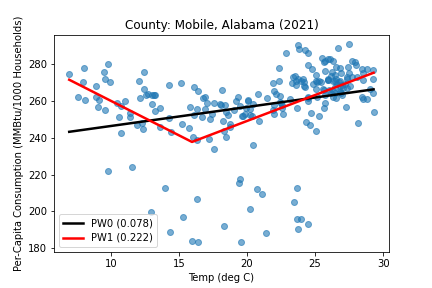 County: Mobile, Alabama (2021)
Per-Capita Consumption (MMBtu/1000 Households)
280
260
240
220
200
180
PW0 (0.078)
PW1 (0.222)
10 15 20 25 30
Temp (deg C)